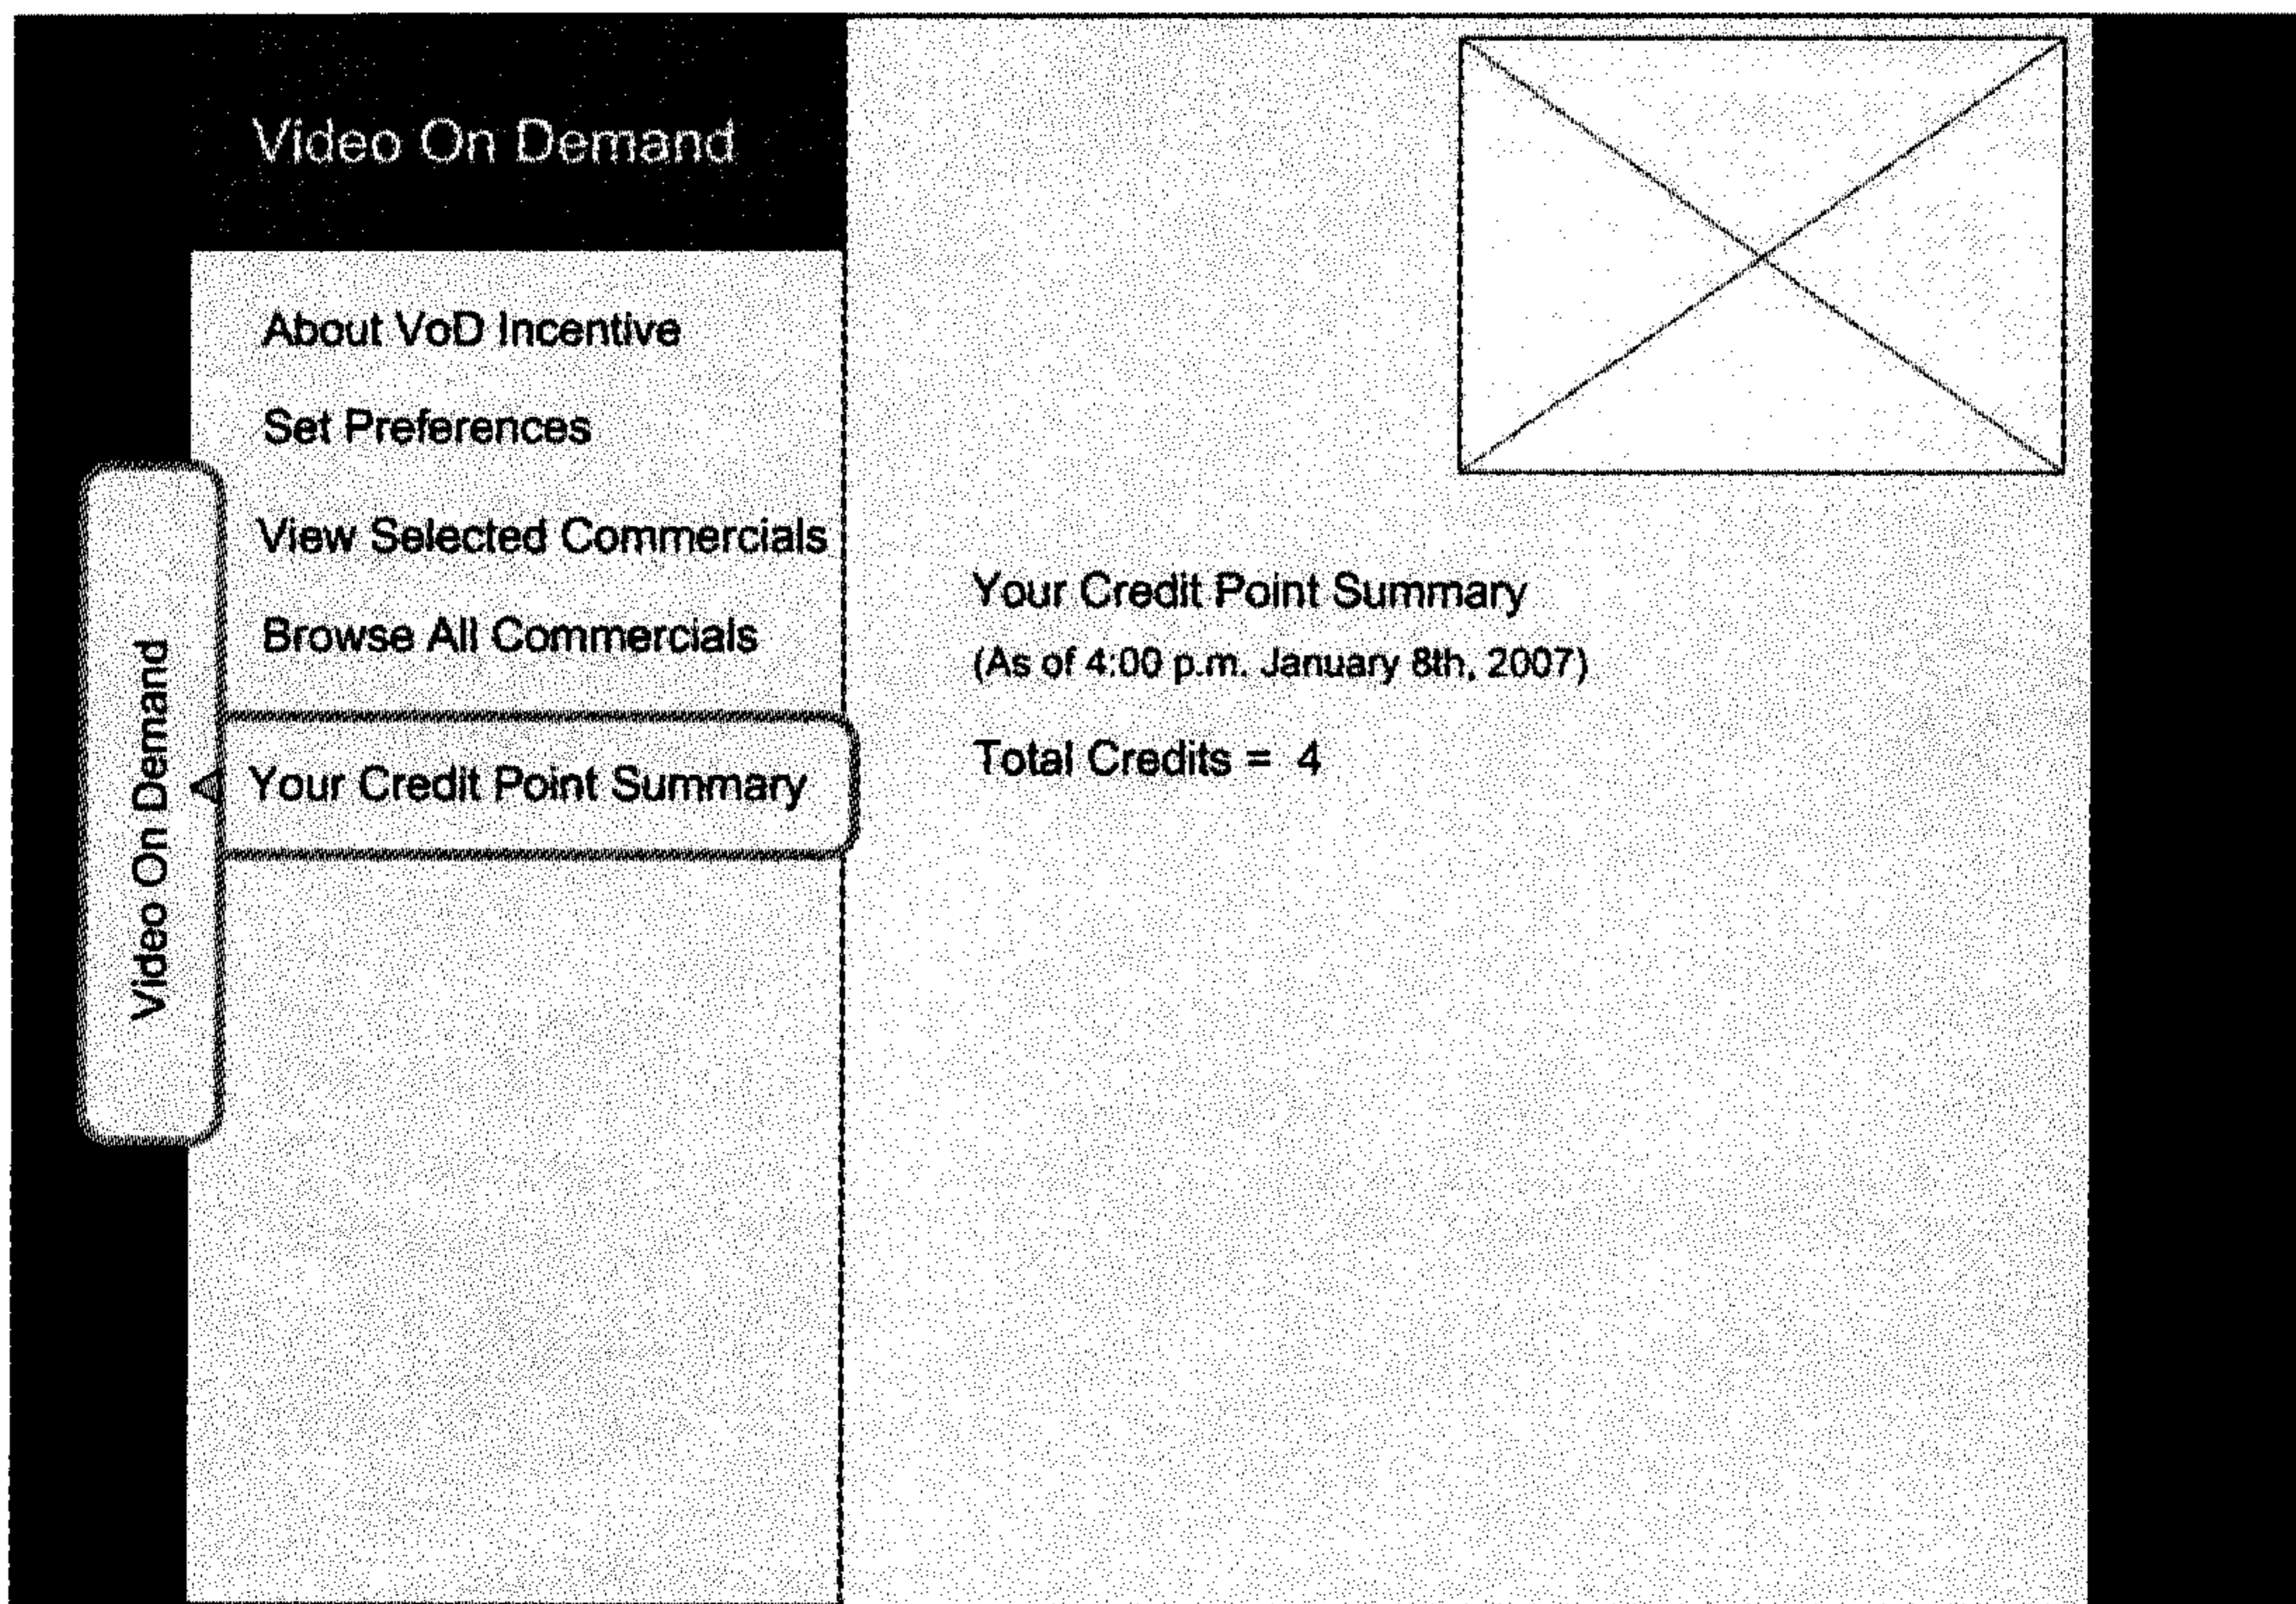 Video On Demand
About VoD Incentive
Set Preferences
View Selected Commercials
Browse All Commercials
Your Credit Point Summary
Video On Demand
Your Credit Point Summary
(As of 4:00 p.m. January 8th, 2007)
Total Credits = 4